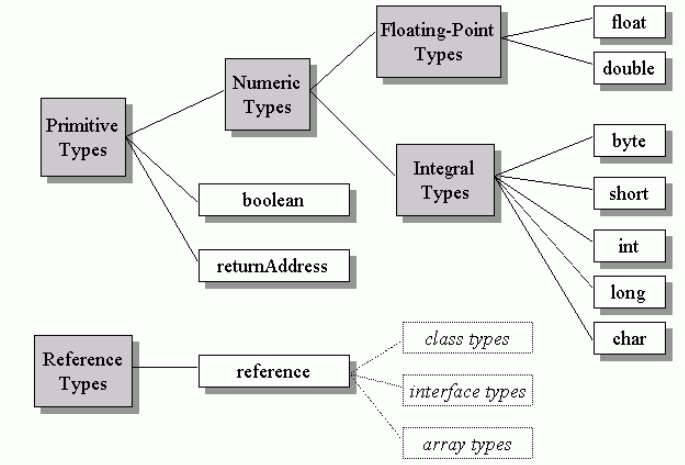 Floating-Point
Types
float
double
Numeric
Types
Primitive
Types
Integral
Types
byte
short
int
long
char
boolean
returnAddress
Reference
Types
reference
class types
interface types
array types